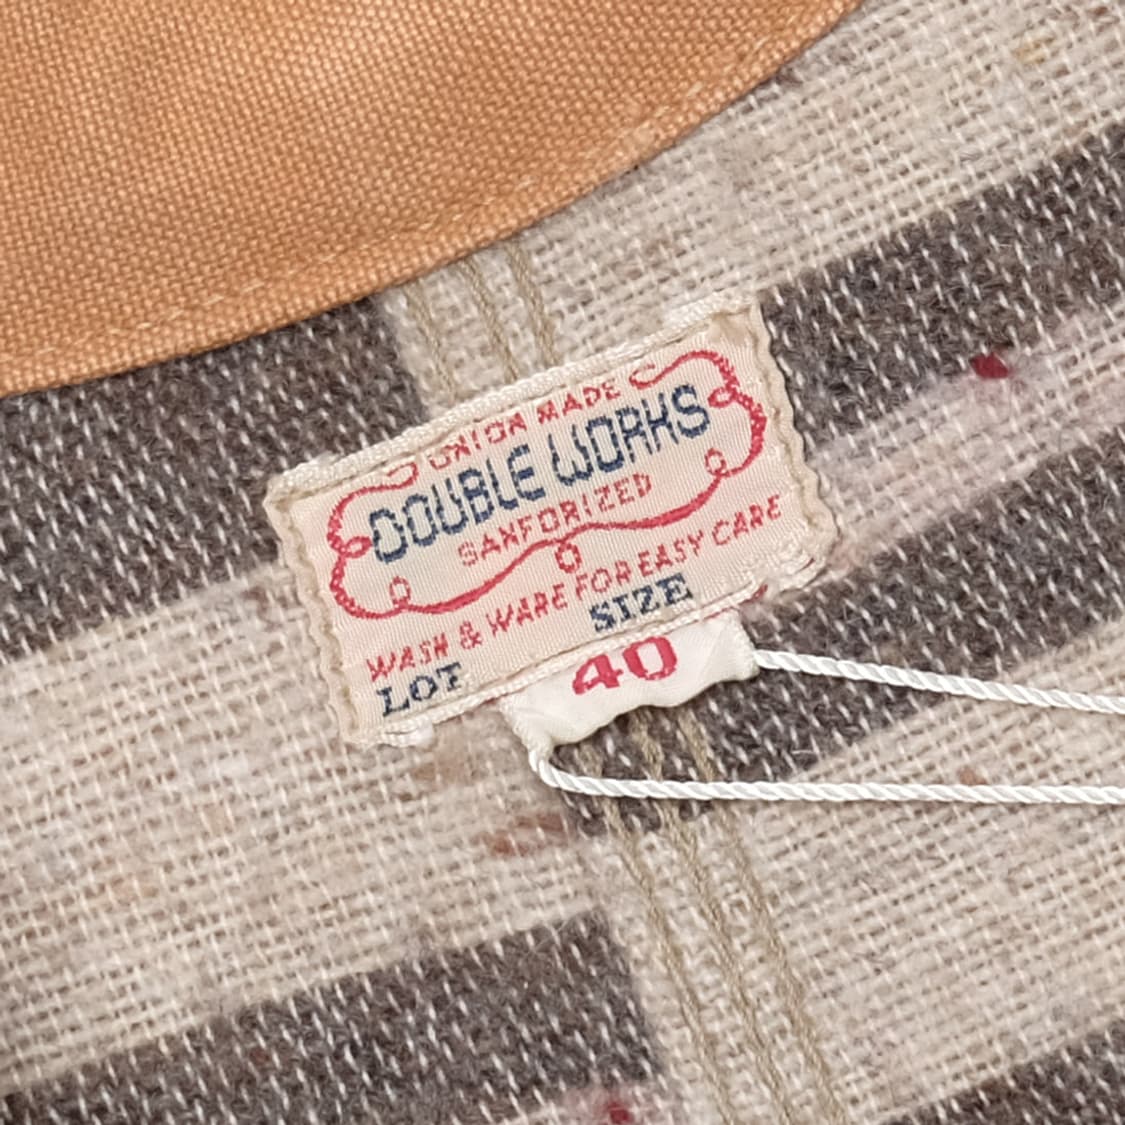 UNION MADE
DOUBLE WORKS
SANFORIZED
WASH & WARE FOR EASY CARE
LOT SIZE
40